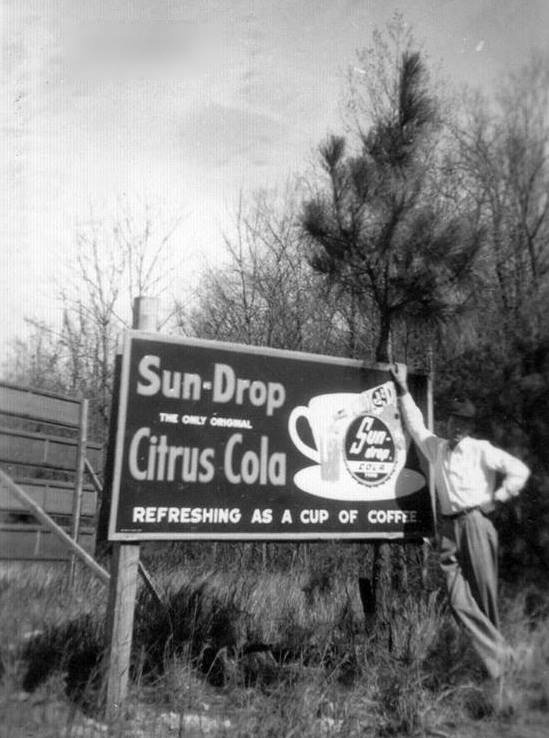 Sun-Drop
THE ONLY ORIGINAL
Citrus Cola
Sun-
drop
COLA
REFRESHING AS A CUP OF COFFEE